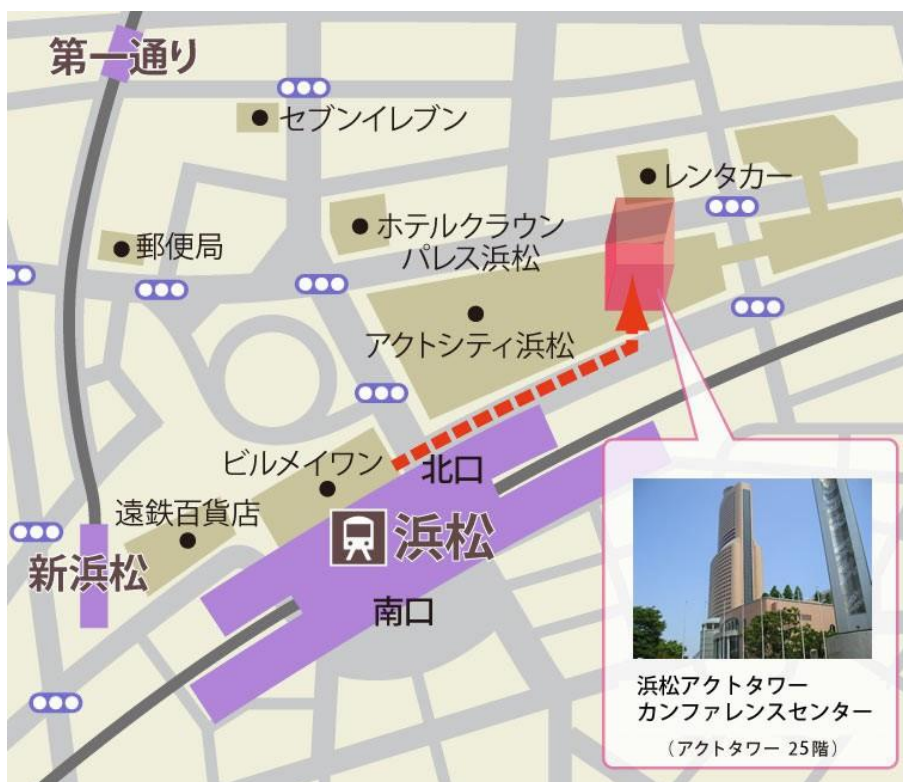 第一通り
セブンイレブン
レンタカー
郵便局
ホテルクラウン
パレス浜松
アクトシティ浜松
ビルメイワン
北口
遠鉄百貨店
浜松
新浜松
南口
浜松アクトタワー
カンファレンスセンター
(アクトタワー 25階)